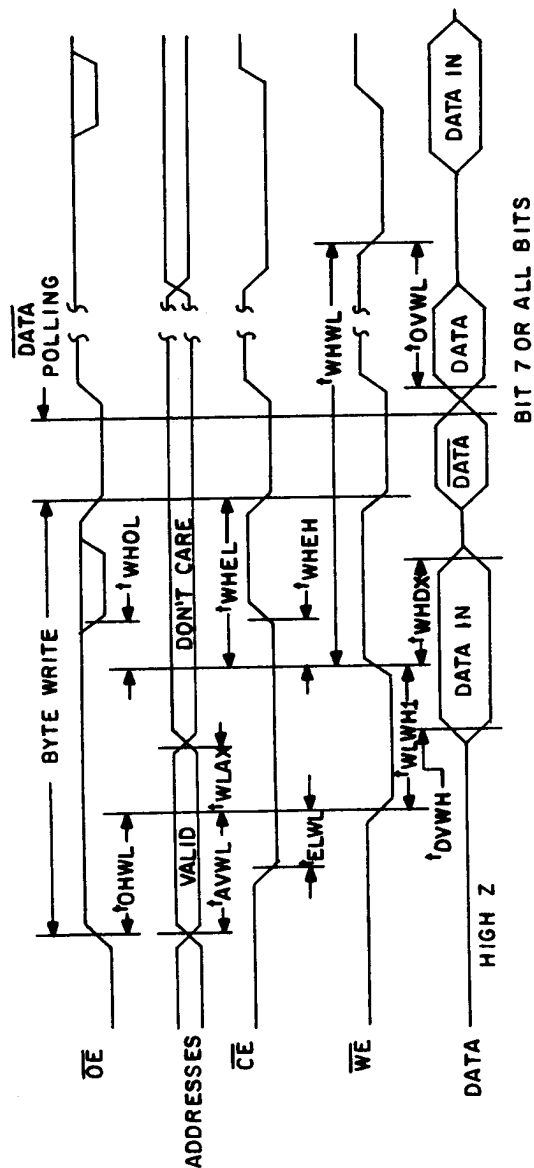 DATA
POLLING
BYTE WRITE
OE
tOHWL
tWHOL
ADDRESSES
VALID
DON'T CARE
tAVWL
tWLAX
tWHEL
CE
tELWL
tWHEH
tWHWL
WE
tWLWH1
tDVWH
tWHDX
tOVWL
DATA
HIGH Z
DATA IN
DATA
DATA
DATA IN
BIT 7 OR ALL BITS